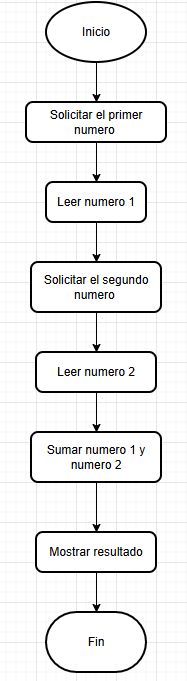 Inicio
Solicitar el primer
numero
Leer numero 1
Solicitar el segundo
numero
Leer numero 2
Sumar numero 1 y
numero 2
Mostrar resultado
Fin